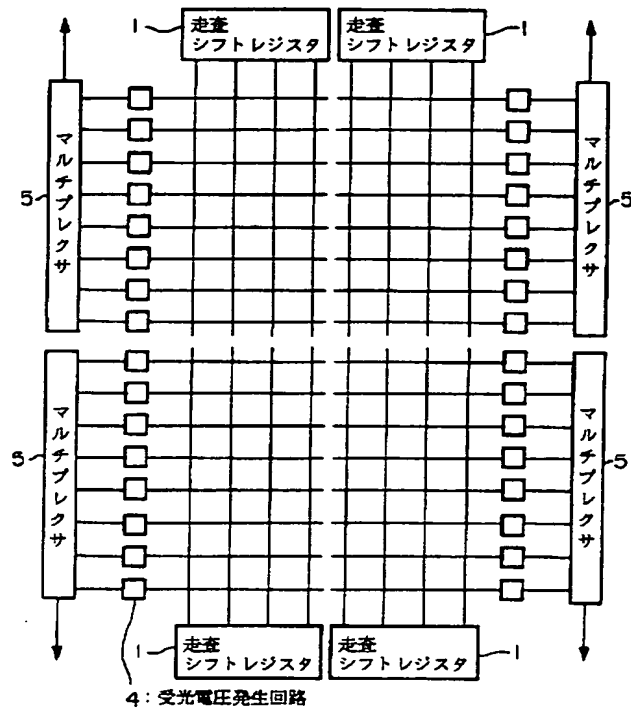 1
走査
シフトレジスタ
走査
シフトレジスタ
1
5
マルチプレクサ
マルチプレクサ
5
5
マルチプレクサ
マルチプレクサ
5
1
走査
シフトレジスタ
走査
シフトレジスタ
1
4：受光電圧発生回路